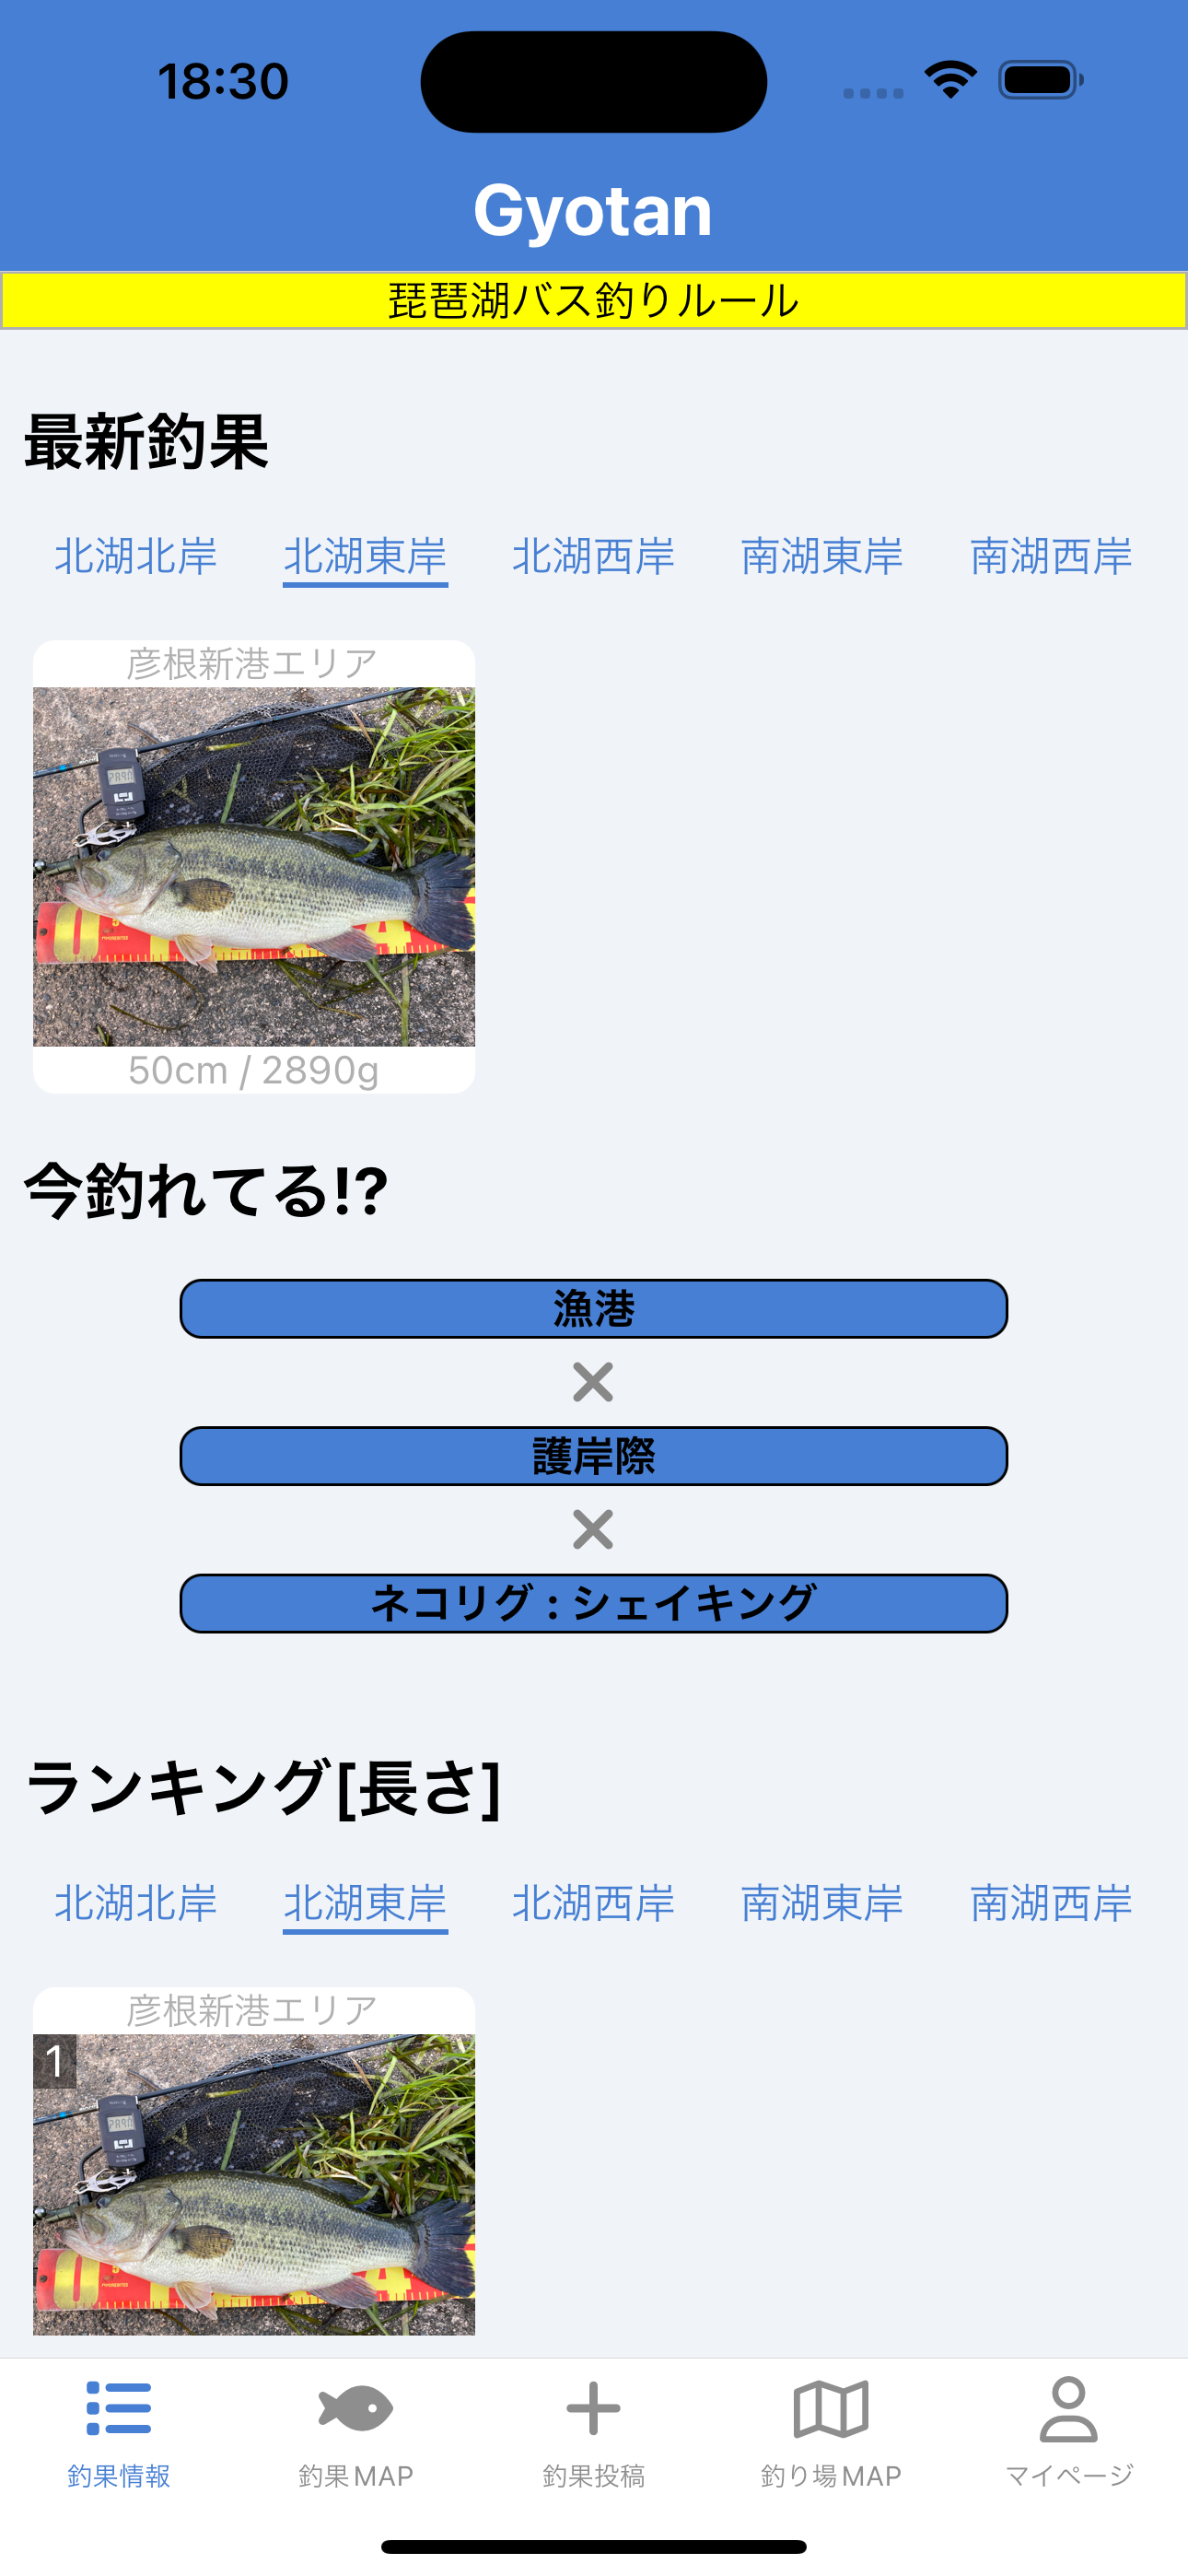 18:30
Gyotan
琵琶湖バス釣りルール
最新釣果
北湖北岸 北湖東岸 北湖西岸 南湖東岸 南湖西岸
彦根新港エリア
2890
0
50cm / 2890g
今釣れてる!?
漁港
×
護岸際
×
ネコリグ : シェイキング
ランキング[長さ]
北湖北岸 北湖東岸 北湖西岸 南湖東岸 南湖西岸
彦根新港エリア
1
2890
0
釣果情報 釣果MAP 釣果投稿 釣り場MAP マイページ